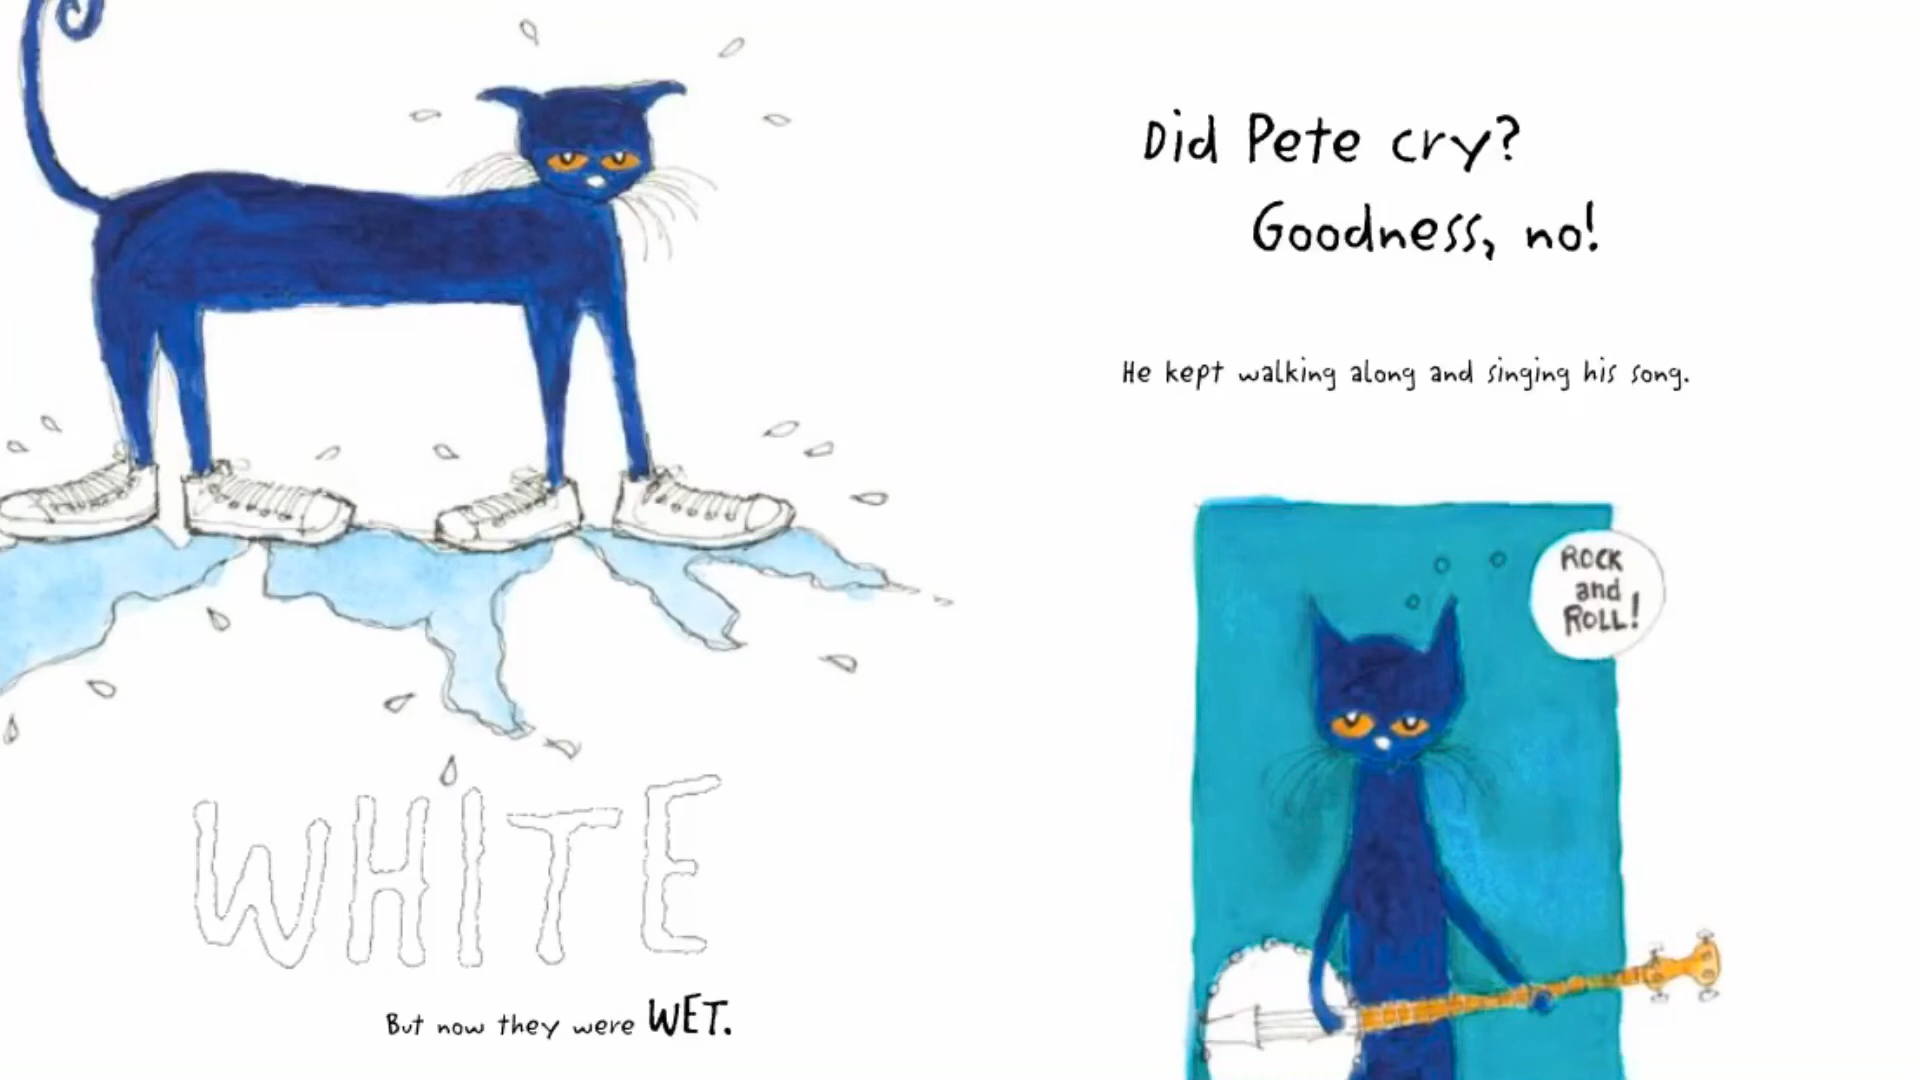 WHITE
But now they were WET.
Did Pete cry?
Goodness, no!
He kept walking along and singing his song.
ROCK
and
ROLL!